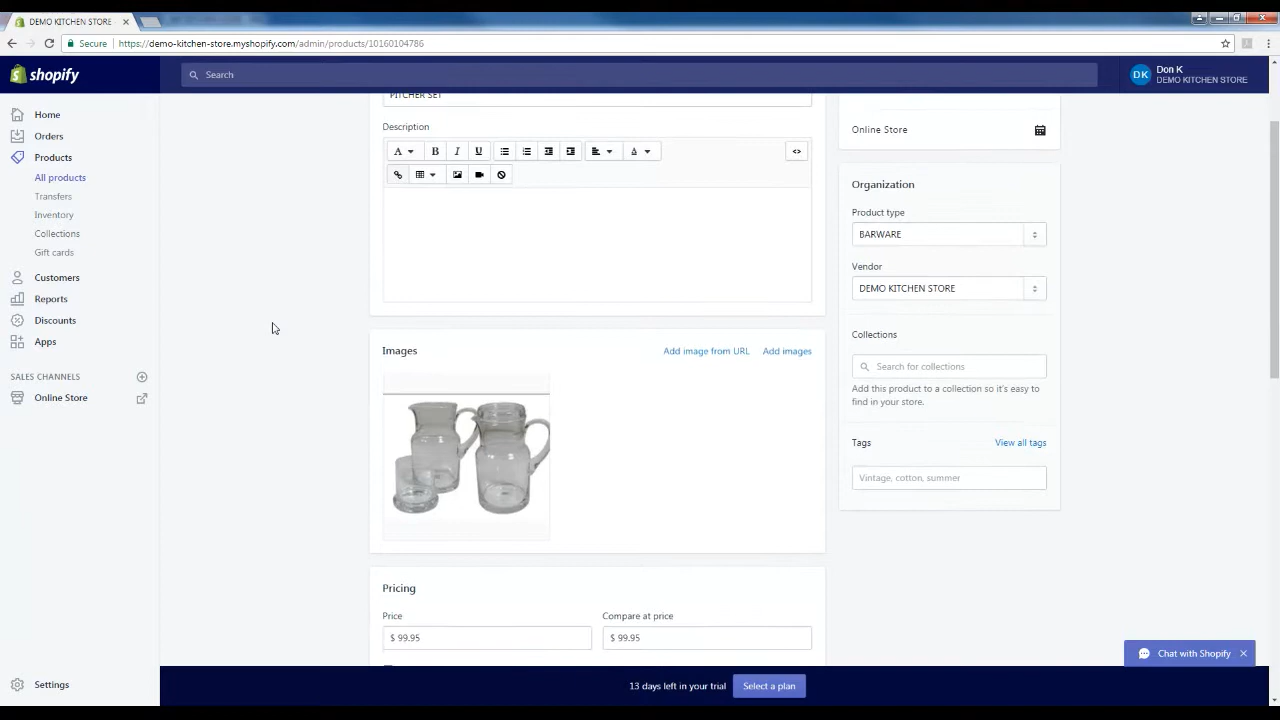 DEMO KITCHEN STORE
Secure
https://demo-kitchen-store.myshopify.com/admin/products/10160104786
shopify
Search
DK
Don K
DEMO KITCHEN STORE
Home
Orders
Products
All products
Transfers
Inventory
Collections
Gift cards
Customers
Reports
Discounts
Apps
SALES CHANNELS
Online Store
Settings
PITCHER SET
Description
A
B
I
U
A
<>
Images
Add image from URL
Add images
Pricing
Price
Compare at price
$ 99.95
$ 99.95
Online Store
Organization
Product type
BARWARE
Vendor
DEMO KITCHEN STORE
Collections
Search for collections
Add this product to a collection so it's easy to
find in your store.
Tags
View all tags
Vintage, cotton, summer
Chat with Shopify
13 days left in your trial
Select a plan